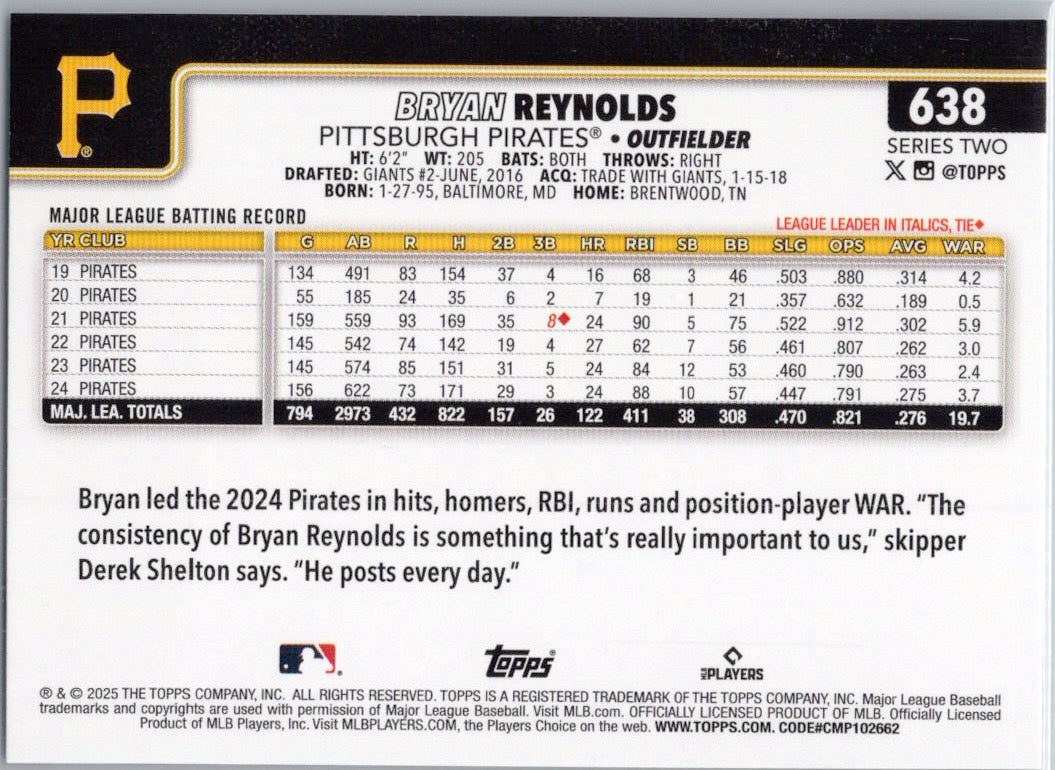 P®
BRYAN REYNOLDS
638
PITTSBURGH PIRATES® • OUTFIELDER
SERIES TWO
HT: 6'2" WT: 205 BATS: BOTH THROWS: RIGHT
@TOPPS
DRAFTED: GIANTS #2-JUNE, 2016 ACQ: TRADE WITH GIANTS, 1-15-18
BORN: 1-27-95, BALTIMORE, MD HOME: BRENTWOOD, TN
MAJOR LEAGUE BATTING RECORD
LEAGUE LEADER IN ITALICS, TIE♦
YR CLUB G AB R H 2B 3B HR RBI SB BB SLG OPS AVG WAR
19 PIRATES 134 491 83 154 37 4 16 68 3 46 .503 .880 .314 4.2
20 PIRATES 55 185 24 35 6 2 7 19 1 21 .357 .632 .189 0.5
21 PIRATES 159 559 93 169 35 8♦ 24 90 5 75 .522 .912 .302 5.9
22 PIRATES 145 542 74 142 19 4 27 62 7 56 .461 .807 .262 3.0
23 PIRATES 145 574 85 151 31 5 24 84 12 53 .460 .790 .263 2.4
24 PIRATES 156 622 73 171 29 3 24 88 10 57 .447 .791 .275 3.7
MAJ. LEA. TOTALS 794 2973 432 822 157 26 122 411 38 308 .470 .821 .276 19.7
Bryan led the 2024 Pirates in hits, homers, RBI, runs and position-player WAR. "The
consistency of Bryan Reynolds is something that's really important to us," skipper
Derek Shelton says. "He posts every day."
Topps®
MLB PLAYERS
® & © 2025 THE TOPPS COMPANY, INC. ALL RIGHTS RESERVED. TOPPS IS A REGISTERED TRADEMARK OF THE TOPPS COMPANY, INC. Major League Baseball
trademarks and copyrights are used with permission of Major League Baseball. Visit MLB.com. OFFICIALLY LICENSED PRODUCT OF MLB. Officially Licensed
Product of MLB Players, Inc. Visit MLBPLAYERS.COM, the Players Choice on the web. WWW.TOPPS.COM. CODE#CMP102662